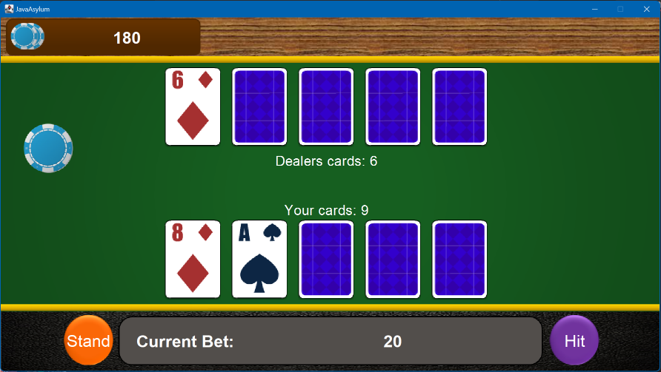 JavaAsylum
180
6
Dealers cards: 6
Your cards: 9
8 A
Stand Current Bet: 20 Hit